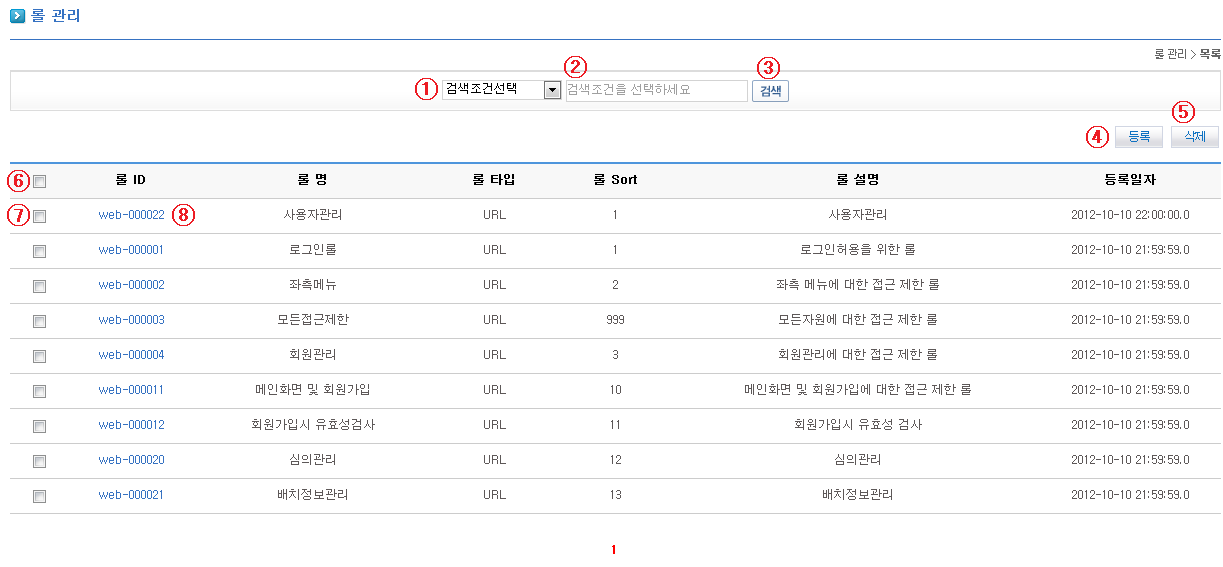 롤 관리
롤 관리 > 목록
① 검색조건선택 ② 검색조건을 선택하세요 ③ 검색
④ 등록 ⑤ 삭제
⑥ 롤 ID 롤 명 롤 타입 롤 Sort 롤 설명 등록일자
⑦ web-000022 ⑧ 사용자관리 URL 1 사용자관리 2012-10-10 22:00:00.0
web-000001 로그인롤 URL 1 로그인허용을 위한 롤 2012-10-10 21:59:59.0
web-000002 좌측메뉴 URL 2 좌측 메뉴에 대한 접근 제한 롤 2012-10-10 21:59:59.0
web-000003 모든접근제한 URL 999 모든자원에 대한 접근 제한 롤 2012-10-10 21:59:59.0
web-000004 회원관리 URL 3 회원관리에 대한 접근 제한 롤 2012-10-10 21:59:59.0
web-000011 메인화면 및 회원가입 URL 10 메인화면 및 회원가입에 대한 접근 제한 롤 2012-10-10 21:59:59.0
web-000012 회원가입시 유효성검사 URL 11 회원가입시 유효성 검사 2012-10-10 21:59:59.0
web-000020 심의관리 URL 12 심의관리 2012-10-10 21:59:59.0
web-000021 배치정보관리 URL 13 배치정보관리 2012-10-10 21:59:59.0
1